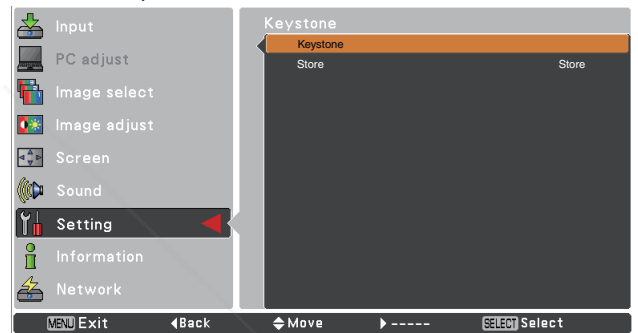 Input
PC adjust
Image select
Image adjust
Screen
Sound
Setting
Information
Network
Keystone
Keystone
Store Store
MENU Exit ◀Back ◆Move ▶----- SELECT Select